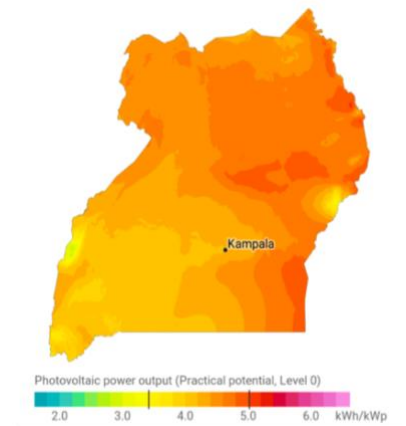 Kampala
Photovoltaic power output (Practical potential, Level 0)
2.0 3.0 4.0 5.0 6.0 kWh/kWp